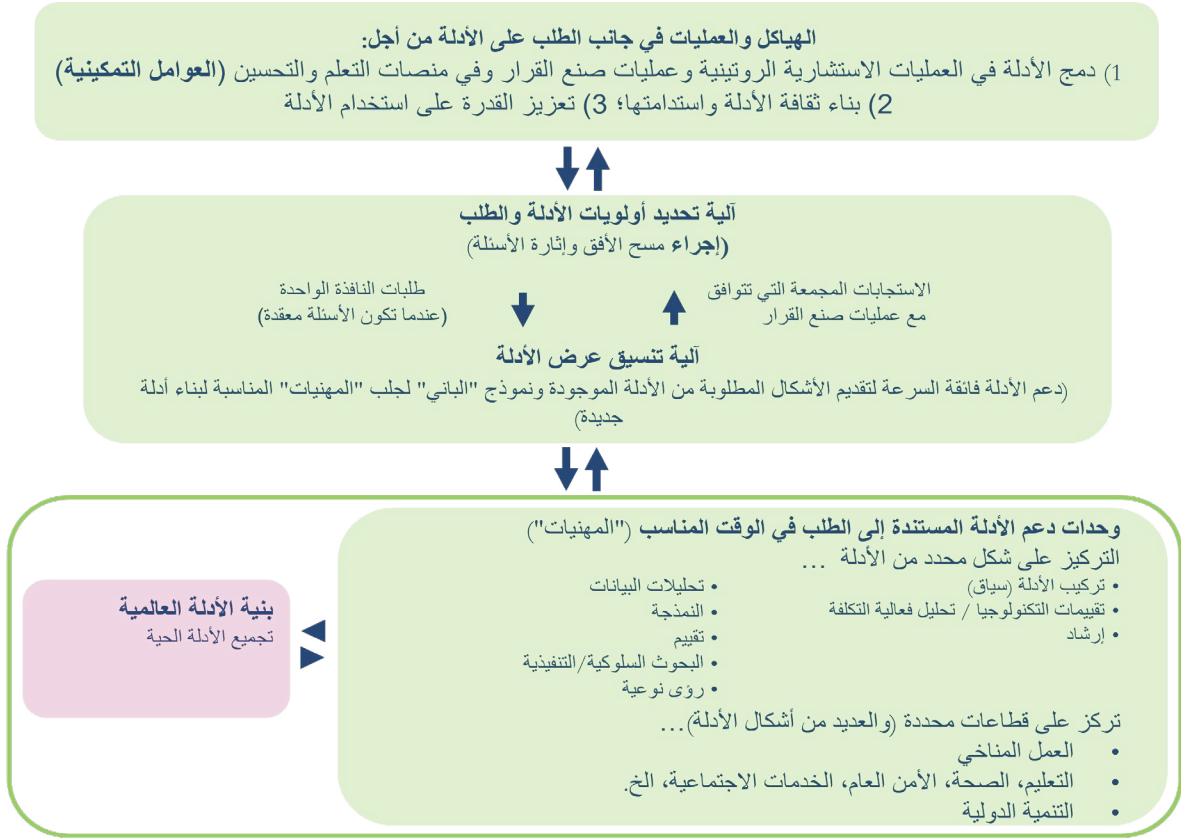 الهياكل والعمليات في جانب الطلب على الأدلة من أجل:
1) دمج الأدلة في العمليات الاستشارية الروتينية وعمليات صنع القرار وفي منصات التعلم والتحسين (العوامل التمكينية)
2) بناء ثقافة الأدلة واستدامتها؛ 3) تعزيز القدرة على استخدام الأدلة
آلية تحديد أولويات الأدلة والطلب
(إجراء مسح الأفق وإثارة الأسئلة)
الاستجابات المجمعة التي تتوافق
مع عمليات صنع القرار
طلبات النافذة الواحدة
(عندما تكون الأسئلة معقدة)
آلية تنسيق عرض الأدلة
(دعم الأدلة فائقة السرعة لتقديم الأشكال المطلوبة من الأدلة الموجودة ونموذج "الباني" لجلب "المهنيات" المناسبة لبناء أدلة
جديدة)
وحدات دعم الأدلة المستندة إلى الطلب في الوقت المناسب ("المهنيات")
التركيز على شكل محدد من الأدلة ...
• تركيب الأدلة (سياق)
• تقييمات التكنولوجيا / تحليل فعالية التكلفة
• إرشاد
• تحليلات البيانات
• النمذجة
• تقييم
• البحوث السلوكية/التنفيذية
• رؤى نوعية
تركز على قطاعات محددة (والعديد من أشكال الأدلة)...
• العمل المناخي
• التعليم، الصحة، الأمن العام، الخدمات الاجتماعية، الخ.
• التنمية الدولية
بنية الأدلة العالمية
تجميع الأدلة الحية